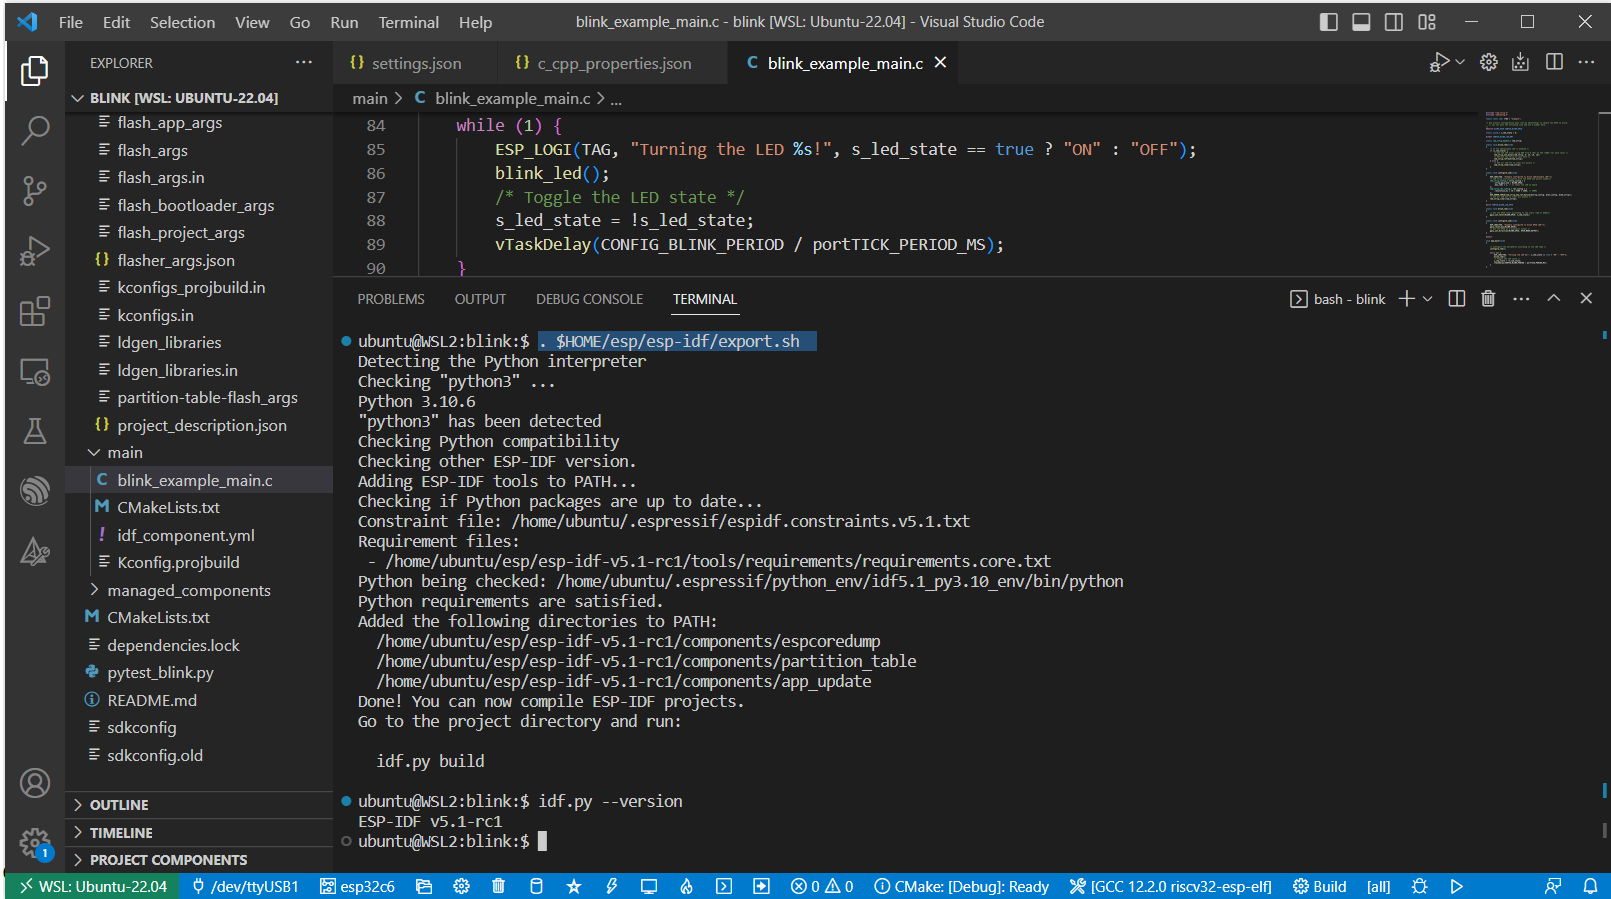 File Edit Selection View Go Run Terminal Help blink_example_main.c - blink [WSL: Ubuntu-22.04] - Visual Studio Code
EXPLORER ...
BLINK [WSL: UBUNTU-22.04]
flash_app_args
flash_args
flash_args.in
flash_bootloader_args
flash_project_args
{} flasher_args.json
kconfigs_projbuild.in
kconfigs.in
ldgen_libraries
ldgen_libraries.in
partition-table-flash_args
{} project_description.json
main
C blink_example_main.c
M CMakeLists.txt
! idf_component.yml
Kconfig.projbuild
managed_components
M CMakeLists.txt
dependencies.lock
pytest_blink.py
README.md
sdkconfig
sdkconfig.old
OUTLINE
TIMELINE
PROJECT COMPONENTS
1
{} settings.json {} c_cpp_properties.json C blink_example_main.c
main > C blink_example_main.c > ...
84 while (1) {
85 ESP_LOGI(TAG, "Turning the LED %s!", s_led_state == true ? "ON" : "OFF");
86 blink_led();
87 /* Toggle the LED state */
88 s_led_state = !s_led_state;
89 vTaskDelay(CONFIG_BLINK_PERIOD / portTICK_PERIOD_MS);
90 }
PROBLEMS OUTPUT DEBUG CONSOLE TERMINAL bash - blink
ubuntu@WSL2:blink:$ . $HOME/esp/esp-idf/export.sh
Detecting the Python interpreter
Checking "python3" ...
Python 3.10.6
"python3" has been detected
Checking Python compatibility
Checking other ESP-IDF version.
Adding ESP-IDF tools to PATH...
Checking if Python packages are up to date...
Constraint file: /home/ubuntu/.espressif/espidf.constraints.v5.1.txt
Requirement files:
- /home/ubuntu/esp/esp-idf-v5.1-rc1/tools/requirements/requirements.core.txt
Python being checked: /home/ubuntu/.espressif/python_env/idf5.1_py3.10_env/bin/python
Python requirements are satisfied.
Added the following directories to PATH:
/home/ubuntu/esp/esp-idf-v5.1-rc1/components/espcoredump
/home/ubuntu/esp/esp-idf-v5.1-rc1/components/partition_table
/home/ubuntu/esp/esp-idf-v5.1-rc1/components/app_update
Done! You can now compile ESP-IDF projects.
Go to the project directory and run:
idf.py build
ubuntu@WSL2:blink:$ idf.py --version
ESP-IDF v5.1-rc1
ubuntu@WSL2:blink:$
WSL: Ubuntu-22.04 /dev/ttyUSB1 esp32c6 0 0 CMake: [Debug]: Ready [GCC 12.2.0 riscv32-esp-elf] Build [all]